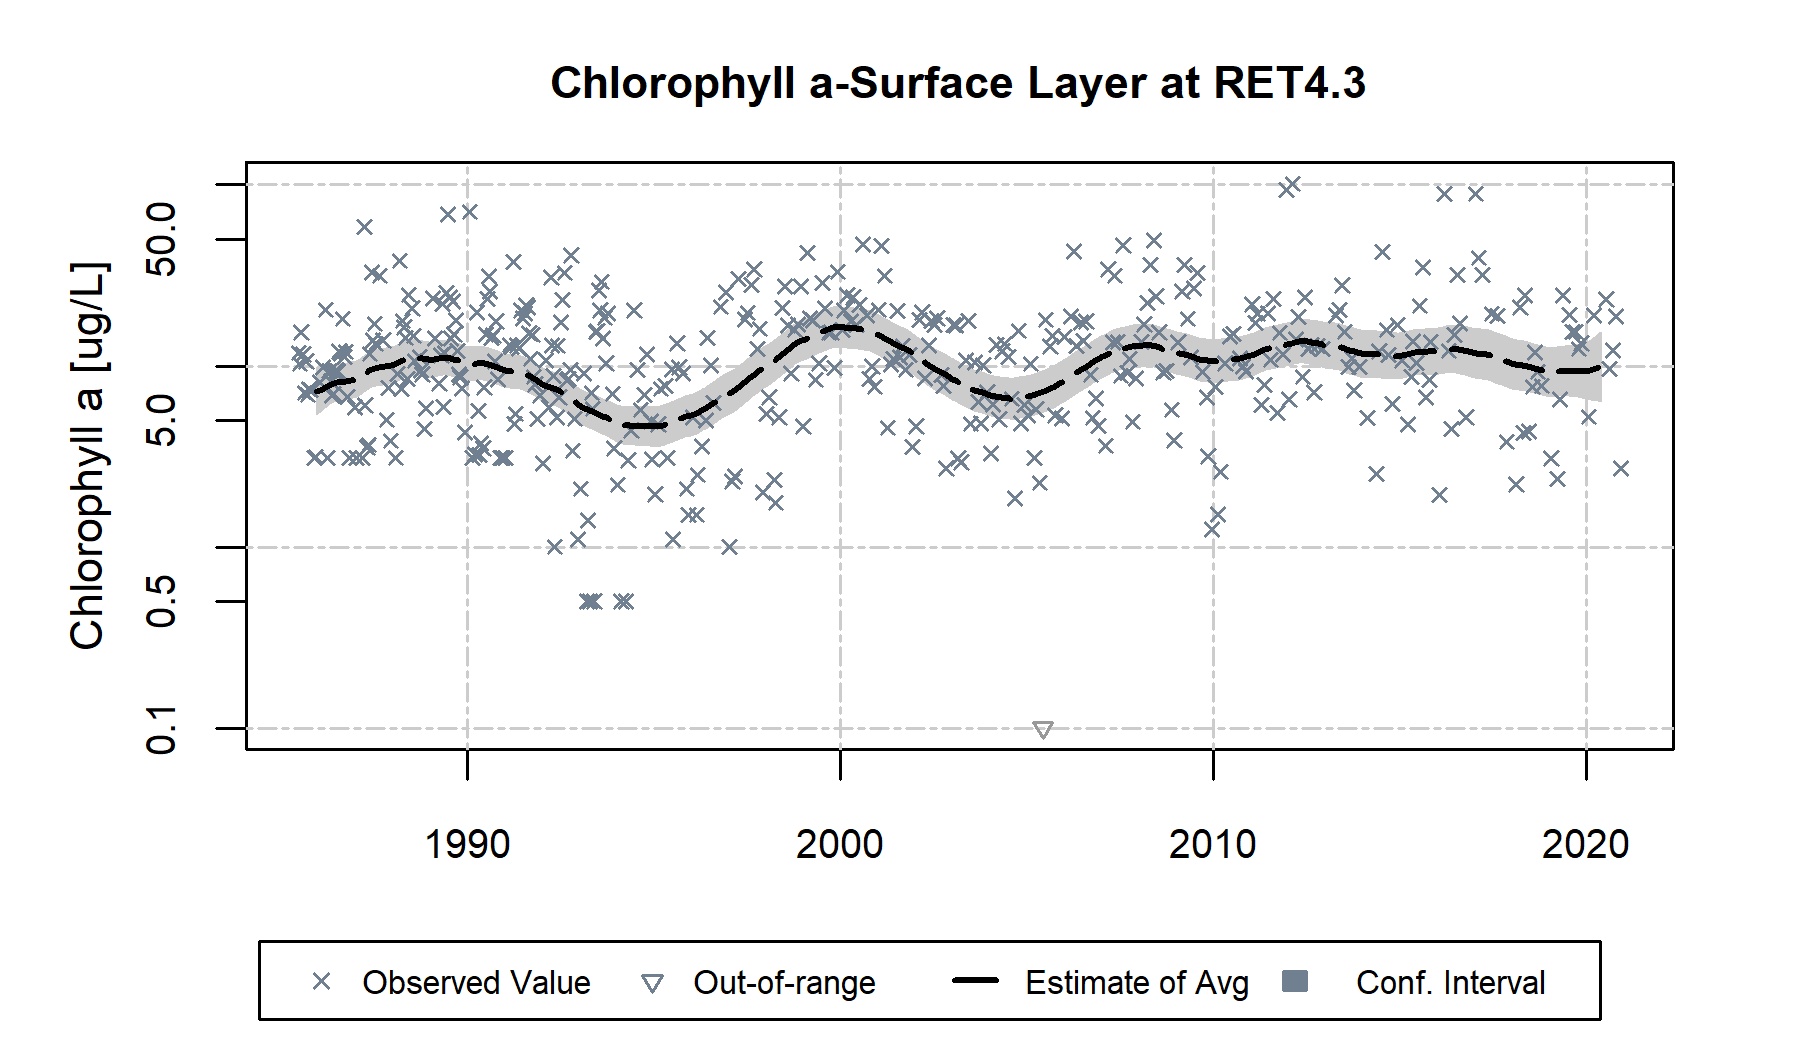 Chlorophyll a-Surface Layer at RET4.3
Chlorophyll a [ug/L]
50.0
5.0
0.5
0.1
1990 2000 2010 2020
Observed Value Out-of-range Estimate of Avg Conf. Interval